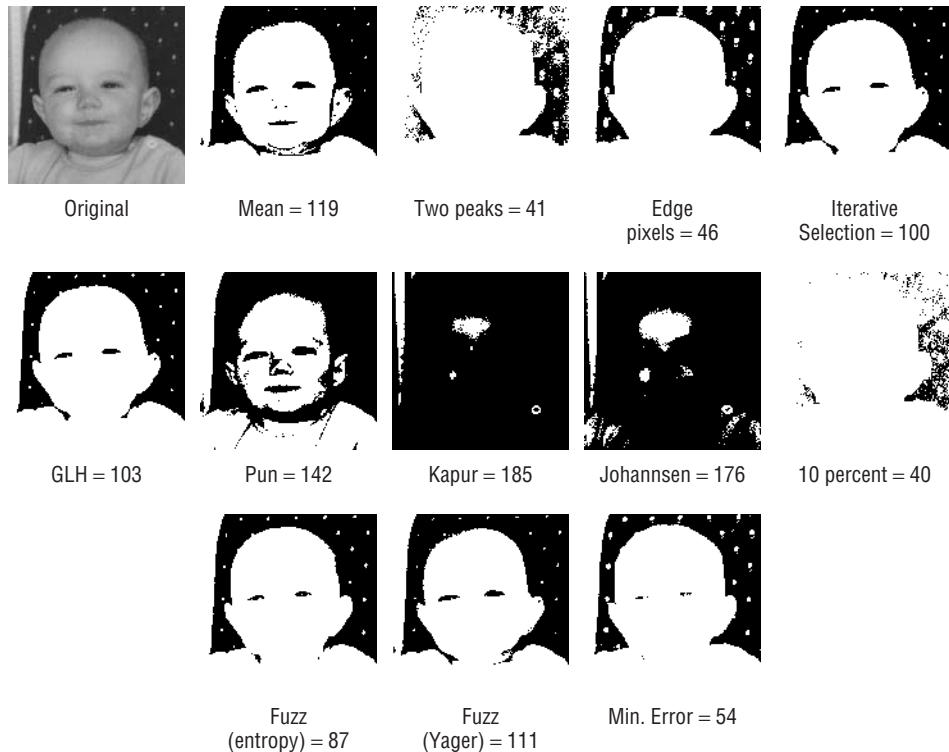 Original
Mean = 119
Two peaks = 41
Edge
pixels = 46
Iterative
Selection = 100
GLH = 103
Pun = 142
Kapur = 185
Johannsen = 176
10 percent = 40
Fuzz
(entropy) = 87
Fuzz
(Yager) = 111
Min. Error = 54